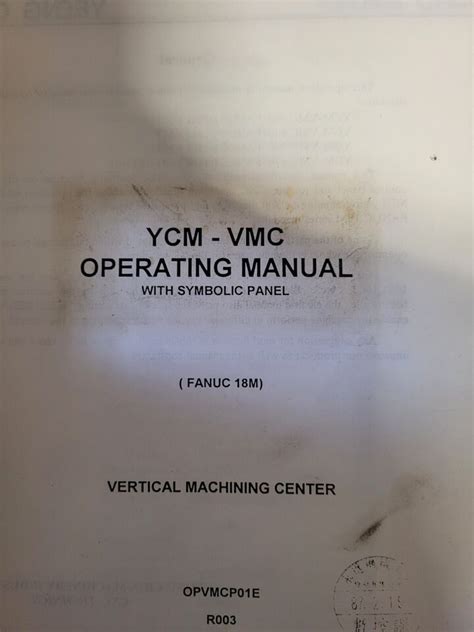 YCM - VMC
OPERATING MANUAL
WITH SYMBOLIC PANEL
( FANUC 18M)
VERTICAL MACHINING CENTER
OPVMCP01E
R003